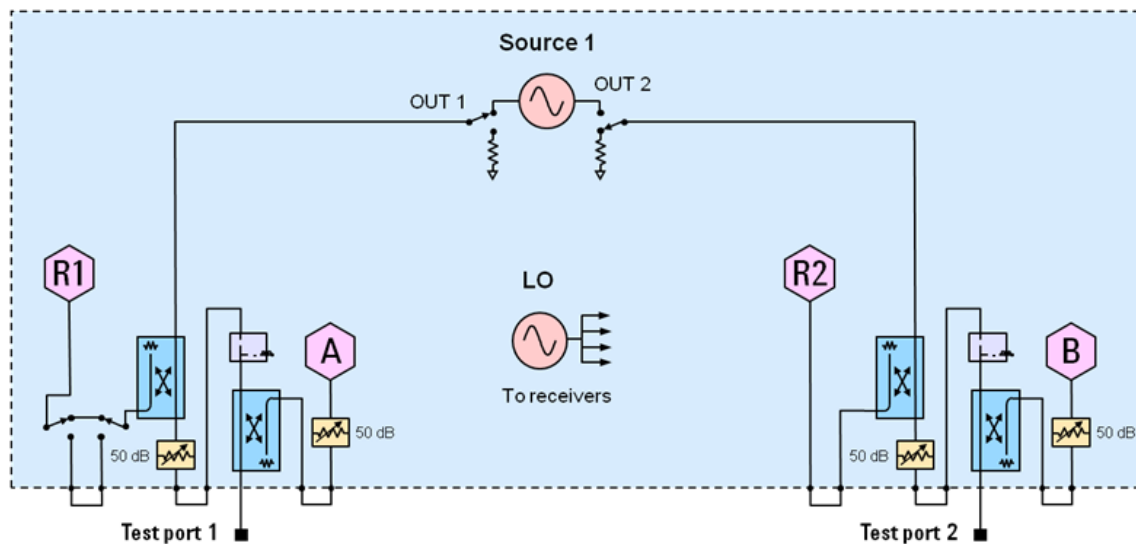 Source 1
OUT 1
OUT 2
R1
LO
R2
A
B
To receivers
50 dB
50 dB
50 dB
50 dB
Test port 1
Test port 2